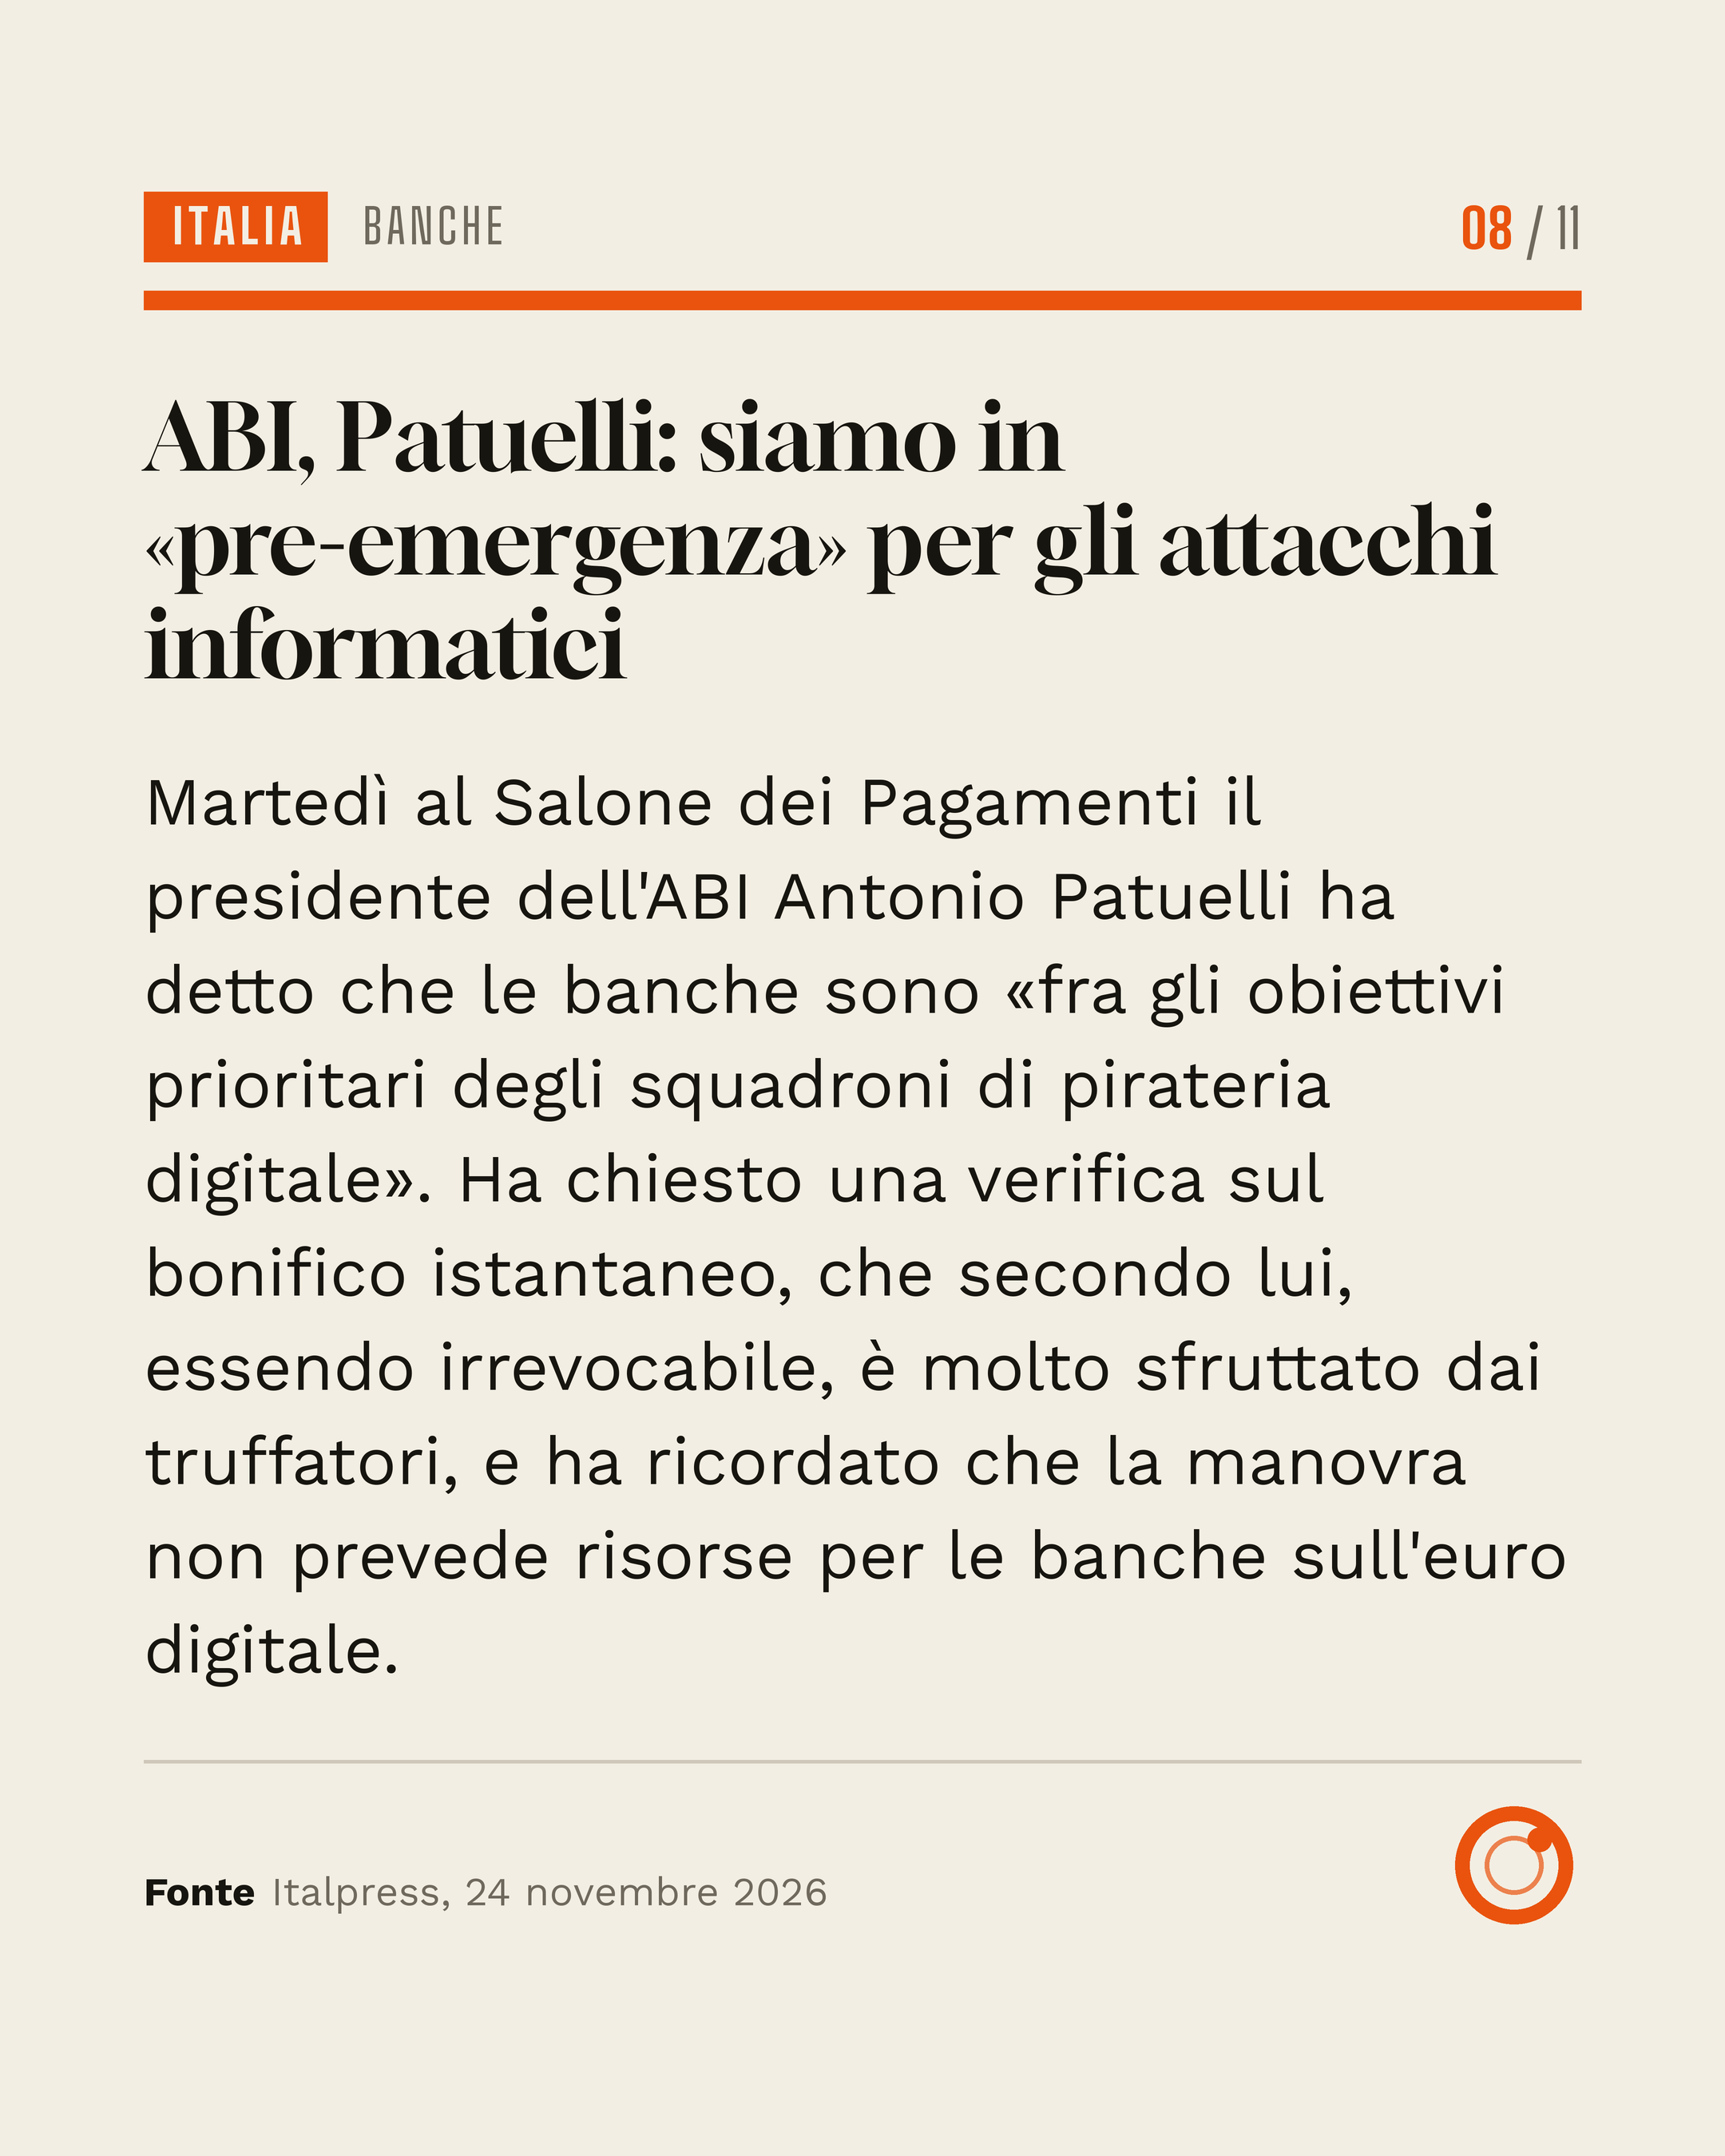 ITALIA BANCHE 08 / 11
ABI, Patuelli: siamo in
«pre-emergenza» per gli attacchi
informatici
Martedì al Salone dei Pagamenti il
presidente dell'ABI Antonio Patuelli ha
detto che le banche sono «fra gli obiettivi
prioritari degli squadroni di pirateria
digitale». Ha chiesto una verifica sul
bonifico istantaneo, che secondo lui,
essendo irrevocabile, è molto sfruttato dai
truffatori, e ha ricordato che la manovra
non prevede risorse per le banche sull'euro
digitale.
Fonte Italpress, 24 novembre 2026